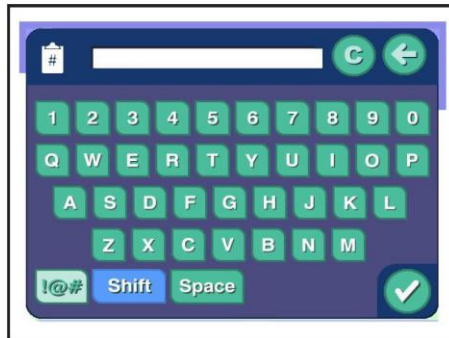 #
C
1 2 3 4 5 6 7 8 9 0
Q W E R T Y U I O P
A S D F G H J K L
Z X C V B N M
!@# Shift Space